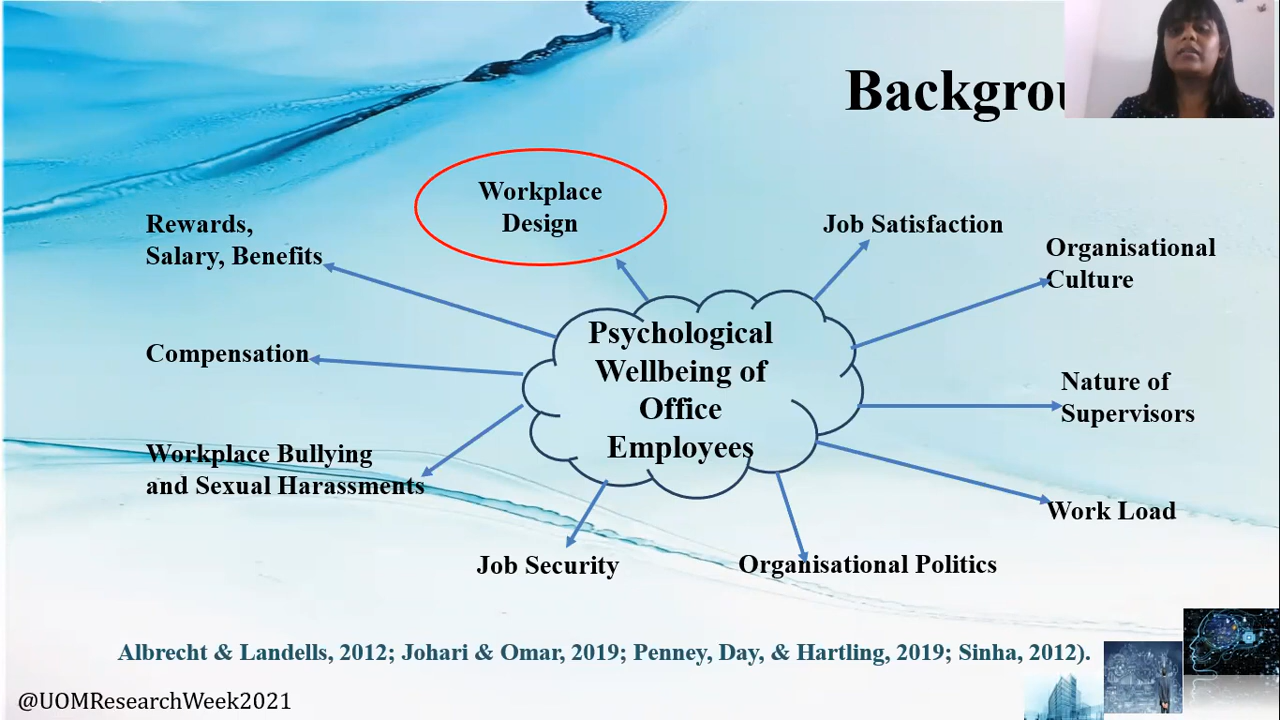 Backgrou
Workplace
Design
Rewards,
Salary, Benefits
Job Satisfaction
Organisational
Culture
Compensation
Psychological
Wellbeing of
Office
Employees
Nature of
Supervisors
Workplace Bullying
and Sexual Harassments
Work Load
Job Security
Organisational Politics
Albrecht & Landells, 2012; Johari & Omar, 2019; Penney, Day, & Hartling, 2019; Sinha, 2012).
@UOMResearchWeek2021